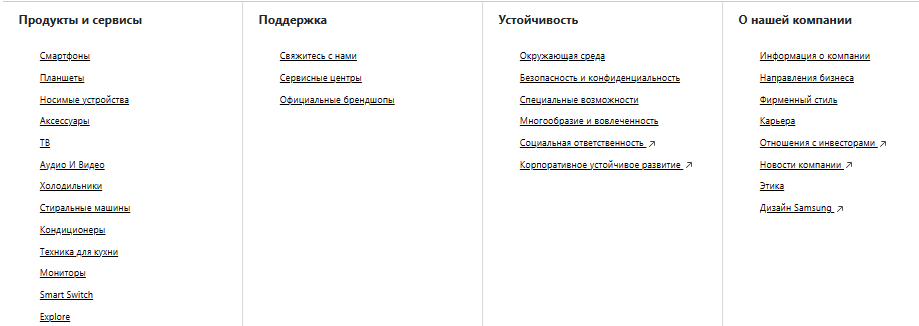 Продукты и сервисы
Смартфоны
Планшеты
Носимые устройства
Аксессуары
ТВ
Аудио И Видео
Холодильники
Стиральные машины
Кондиционеры
Техника для кухни
Мониторы
Smart Switch
Explore
Поддержка
Свяжитесь с нами
Сервисные центры
Официальные брендшопы
Устойчивость
Окружающая среда
Безопасность и конфиденциальность
Специальные возможности
Многообразие и вовлеченность
Социальная ответственность
Корпоративное устойчивое развитие
О нашей компании
Информация о компании
Направления бизнеса
Фирменный стиль
Карьера
Отношения с инвесторами
Новости компании
Этика
Дизайн Samsung